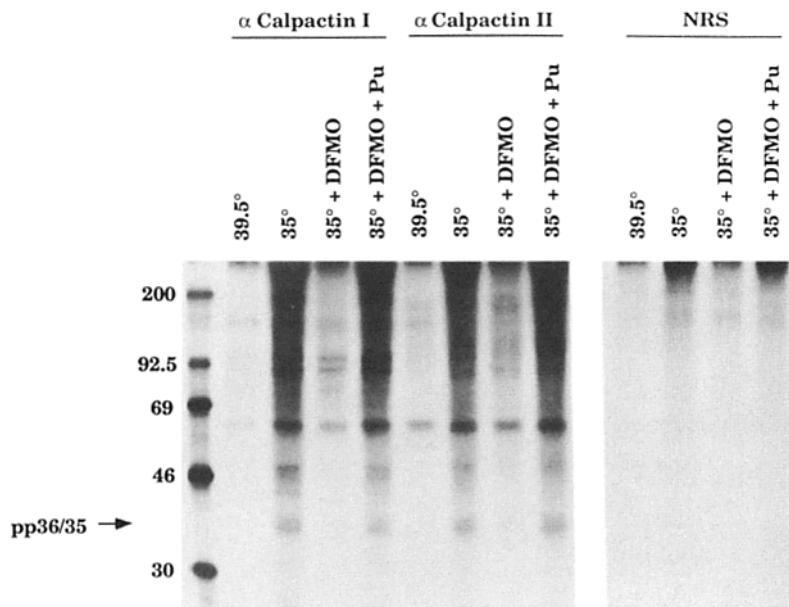 α Calpactin I α Calpactin II NRS
39.5° 35° 35° + DFMO 35° + DFMO + Pu 39.5° 35° 35° + DFMO 35° + DFMO + Pu 39.5° 35° 35° + DFMO 35° + DFMO + Pu
200
92.5
69
46
pp36/35
30